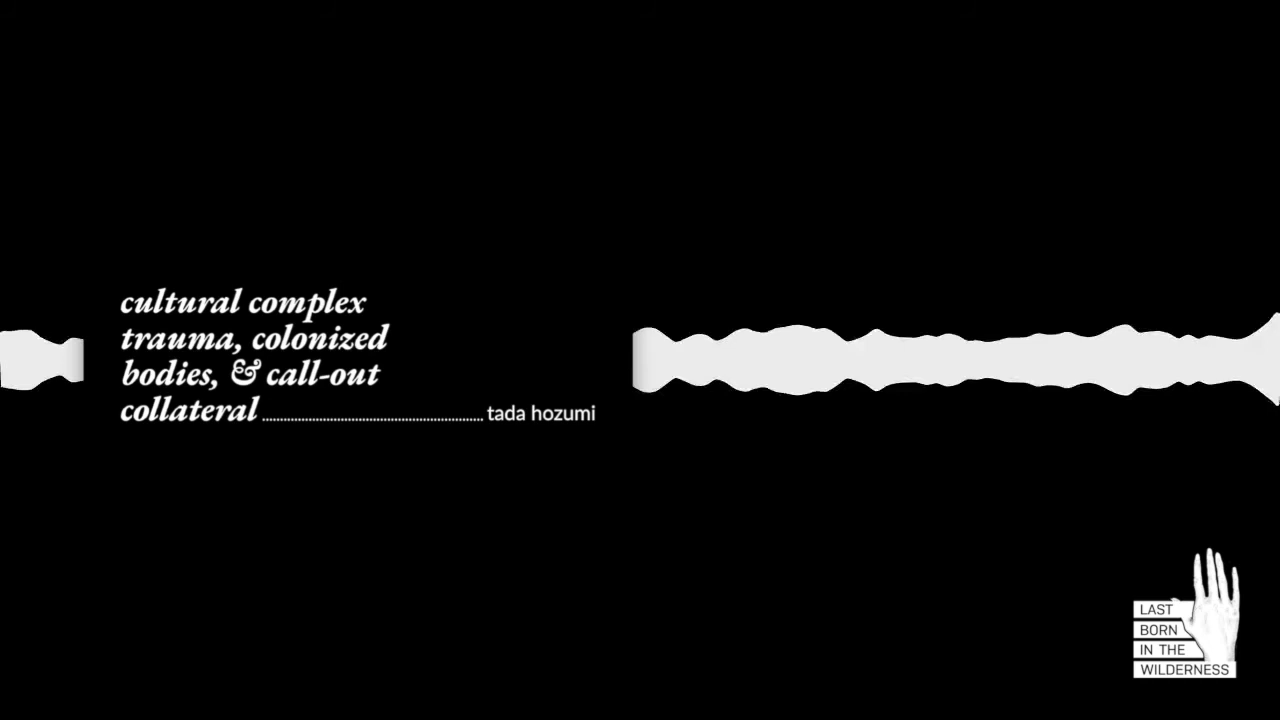 cultural complex
trauma, colonized
bodies, & call-out
collateral........................................................................ tada hozumi
LAST
BORN
IN THE
WILDERNESS